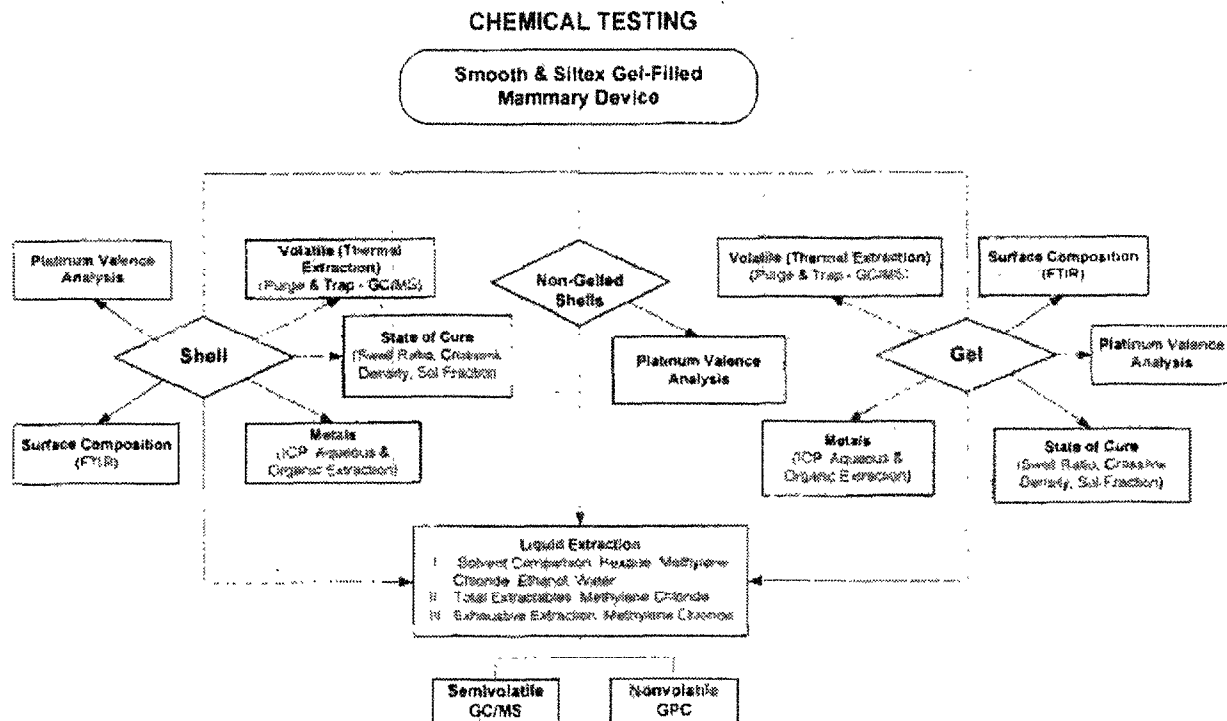 CHEMICAL TESTING
Smooth & Siltex Gel-Filled
Mammary Device
Platinum Valence
Analysis
Volatile (Thermal
Extraction)
(Purge & Trap - GC/MS)
Non-Gelled
Shells
Volatile (Thermal Extraction)
(Purge & Trap - GC/MS)
Surface Composition
(FTIR)
Shell
State of Cure
(Swell Ratio, Crosslink
Density, Sol Fraction
Platinum Valence
Analysis
Gel
Platinum Valence
Analysis
Surface Composition
(FTIR)
Metals
(ICP Aqueous &
Organic Extraction)
Metals
(ICP Aqueous &
Organic Extraction)
State of Cure
(Swell Ratio, Crosslink
Density, Sol Fraction)
Liquid Extraction
I Solvent Comparison Hexane Methylene
Chloride Ethanol Water
II Total Extractables Methylene Chloride
III Exhaustive Extraction Methylene Chloride
Semivolatile
GC/MS
Nonvolatile
GPC